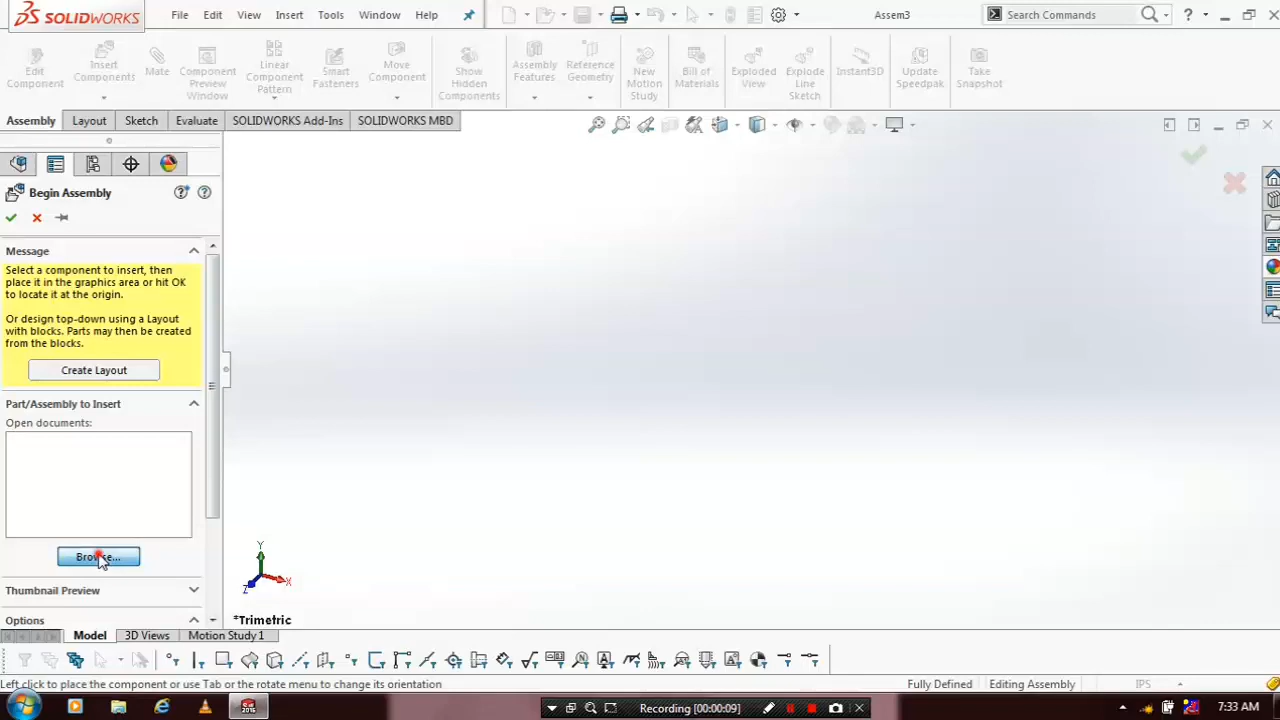 SOLIDWORKS File Edit View Insert Tools Window Help Assem3 Search Commands ?
Edit Component
Insert Components
Mate
Component Preview Window
Linear Component Pattern
Smart Fasteners
Move Component
Show Hidden Components
Assembly Features
Reference Geometry
New Motion Study
Bill of Materials
Exploded View
Explode Line Sketch
Instant3D
Update Speedpak
Take Snapshot
Assembly Layout Sketch Evaluate SOLIDWORKS Add-Ins SOLIDWORKS MBD
Begin Assembly
Message
Select a component to insert, then
place it in the graphics area or hit OK
to locate it at the origin.
Or design top-down using a Layout
with blocks. Parts may then be created
from the blocks.
Create Layout
Part/Assembly to Insert
Open documents:
Browse...
Thumbnail Preview
Options
Y
X
Z
*Trimetric
Model 3D Views Motion Study 1
Left click to place the component or use Tab or the rotate menu to change its orientation Fully Defined Editing Assembly IPS
Recording [00:00:09] 7:33 AM